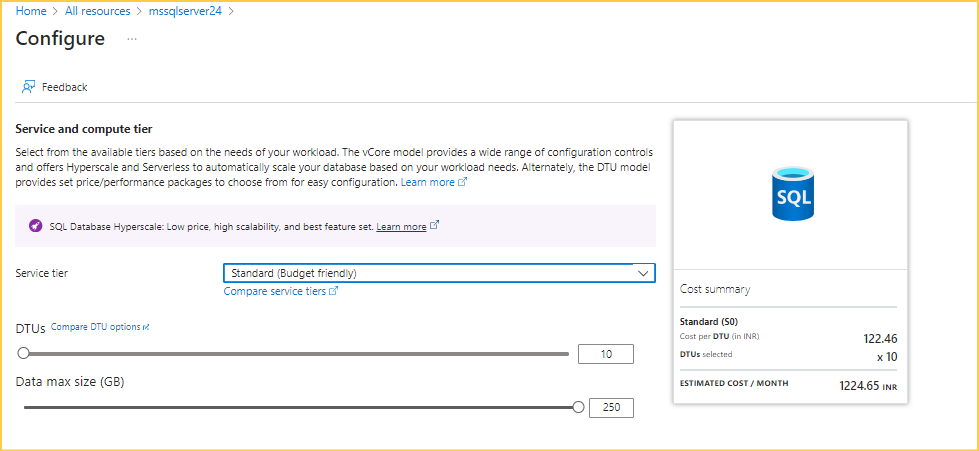 Home > All resources > mssqlserver24 >
Configure ...
Feedback
Service and compute tier
Select from the available tiers based on the needs of your workload. The vCore model provides a wide range of configuration controls
and offers Hyperscale and Serverless to automatically scale your database based on your workload needs. Alternately, the DTU model
provides set price/performance packages to choose from for easy configuration. Learn more
SQL Database Hyperscale: Low price, high scalability, and best feature set. Learn more
Service tier
Standard (Budget friendly)
Compare service tiers
DTUs Compare DTU options
10
Data max size (GB)
250
SQL
Cost summary
Standard (S0)
Cost per DTU (in INR) 122.46
DTUs selected x 10
ESTIMATED COST / MONTH 1224.65 INR